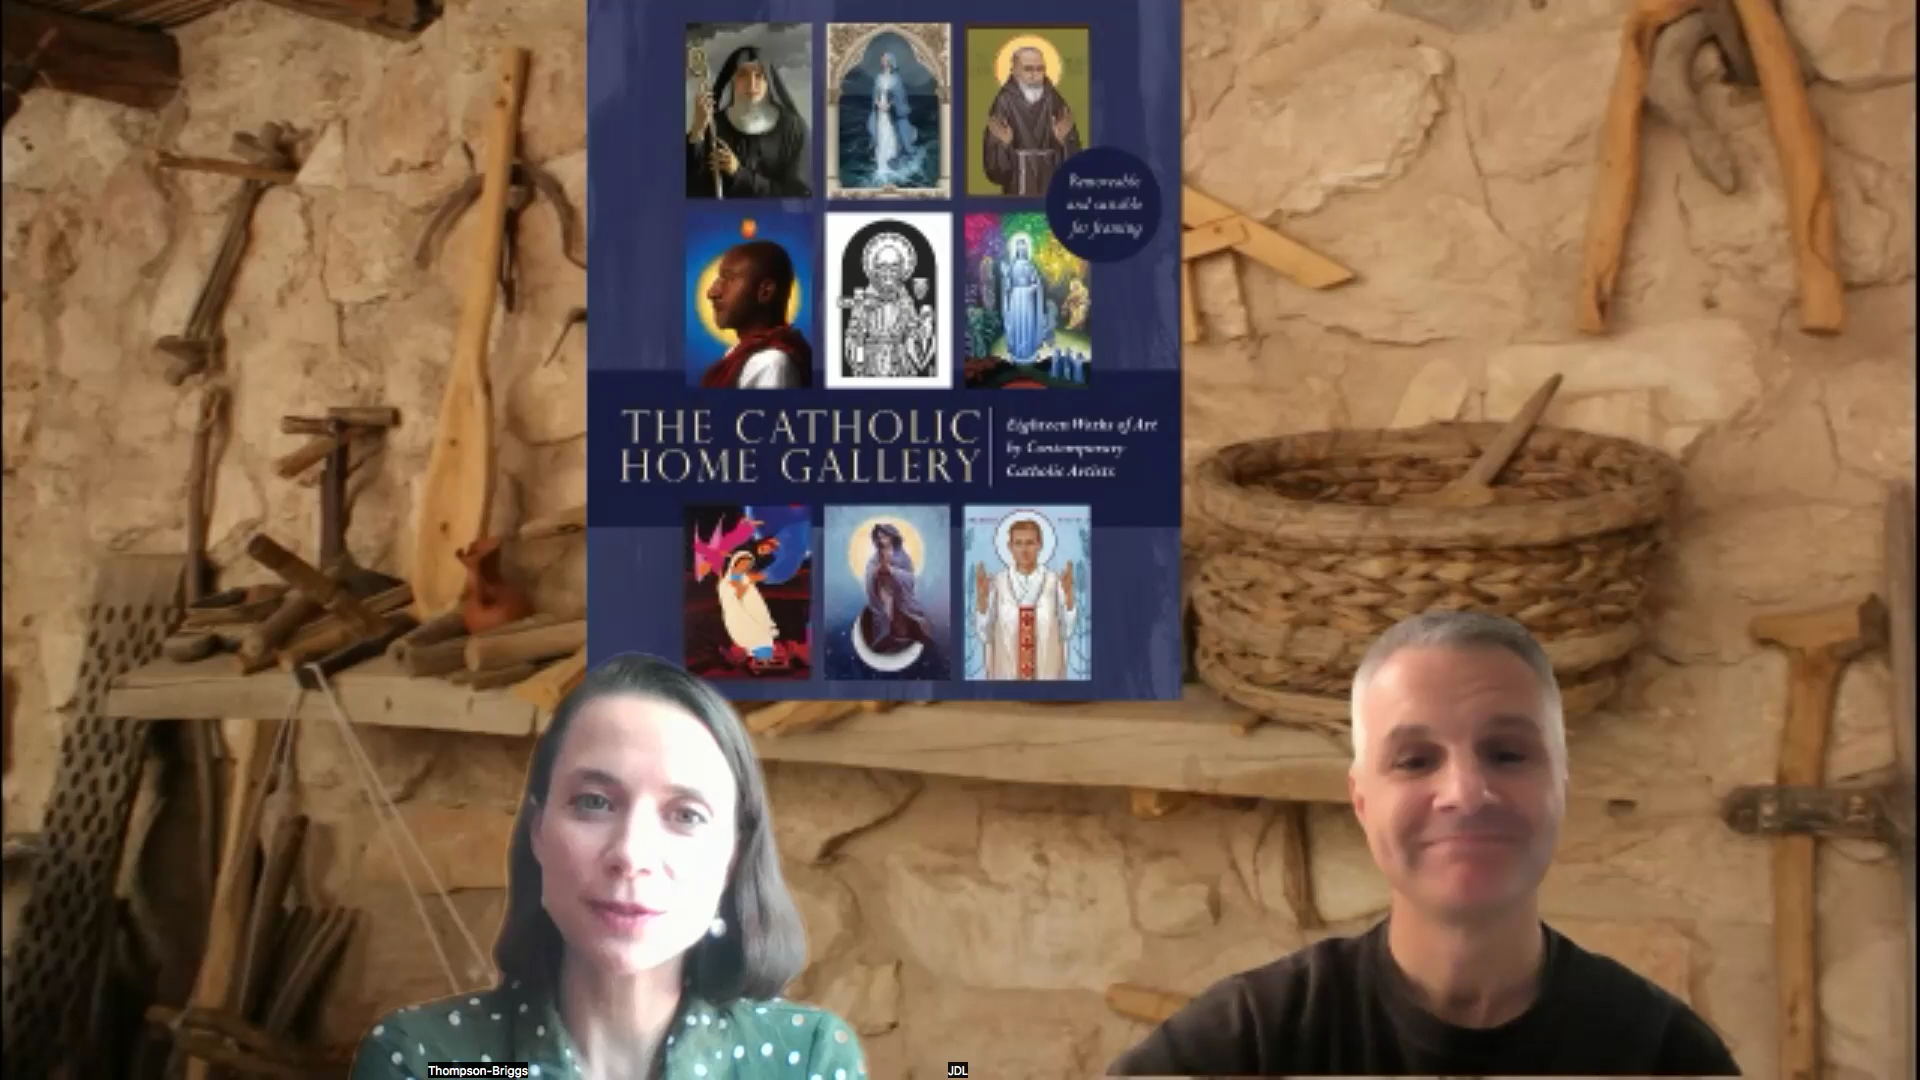 Removeable
and suitable
for framing
THE CATHOLIC
HOME GALLERY
Eighteen Works of Art
by Contemporary
Catholic Artists
Thompson-Briggs
JDL